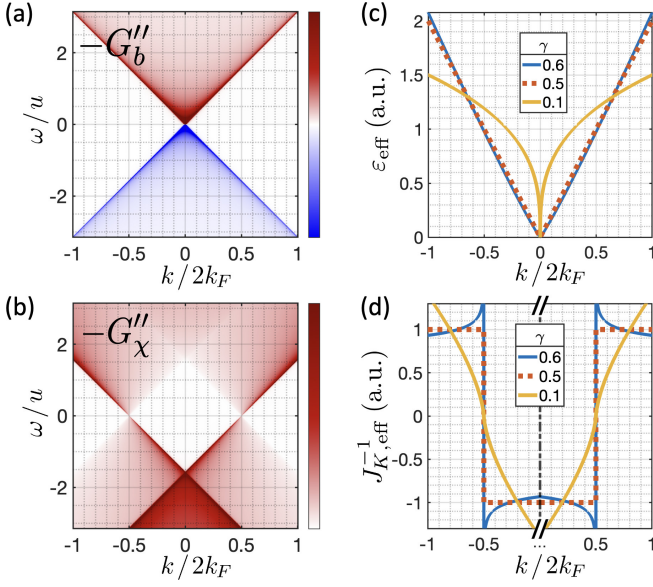 (a)
−G''_b
ω/u
2
0
-2
-1 -0.5 0 0.5 1
k/2k_F
(c)
ε_eff (a.u.)
2
1.5
1
0.5
0
γ
0.6
0.5
0.1
-1 -0.5 0 0.5 1
k/2k_F
(b)
−G''_χ
ω/u
2
0
-2
-1 -0.5 0 0.5 1
k/2k_F
(d)
J^{-1}_{K,eff} (a.u.)
1
0.5
0
-0.5
-1
γ
0.6
0.5
0.1
-1 -0.5 ... 0.5 1
k/2k_F